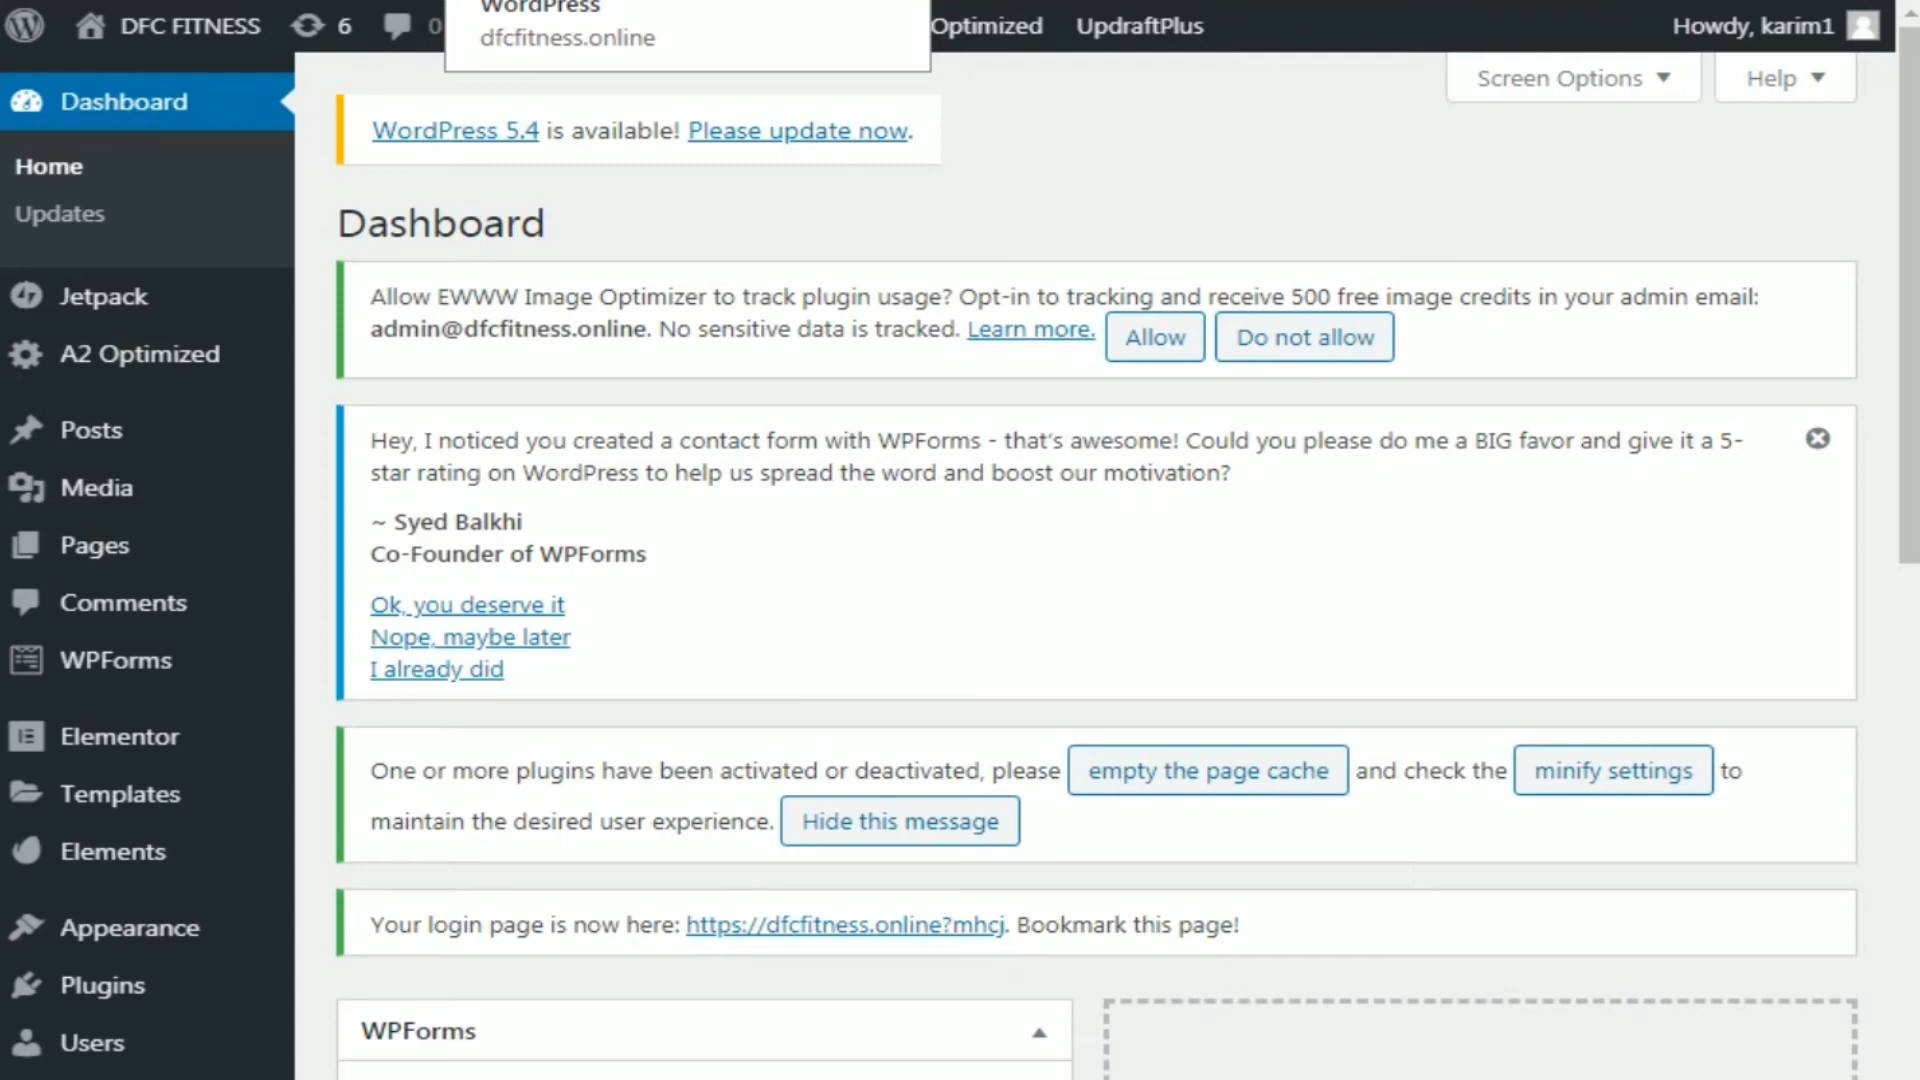 DFC FITNESS 6 0 Optimized UpdraftPlus Howdy, karim1
WordPress
dfcfitness.online
Screen Options Help
Dashboard
Home
Updates
Jetpack
A2 Optimized
Posts
Media
Pages
Comments
WPForms
Elementor
Templates
Elements
Appearance
Plugins
Users
WordPress 5.4 is available! Please update now.
Dashboard
Allow EWWW Image Optimizer to track plugin usage? Opt-in to tracking and receive 500 free image credits in your admin email:
admin@dfcfitness.online. No sensitive data is tracked. Learn more. Allow Do not allow
Hey, I noticed you created a contact form with WPForms - that's awesome! Could you please do me a BIG favor and give it a 5-
star rating on WordPress to help us spread the word and boost our motivation?
~ Syed Balkhi
Co-Founder of WPForms
Ok, you deserve it
Nope, maybe later
I already did
One or more plugins have been activated or deactivated, please empty the page cache and check the minify settings to
maintain the desired user experience. Hide this message
Your login page is now here: https://dfcfitness.online?mhcj. Bookmark this page!
WPForms